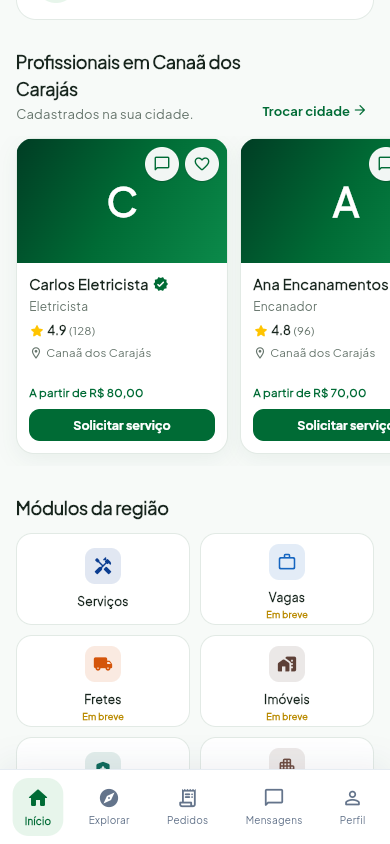 Profissionais em Canaã dos
Carajás
Cadastrados na sua cidade.
Trocar cidade →
C
A
Carlos Eletricista
Eletricista
4.9 (128)
Canaã dos Carajás
A partir de R$ 80,00
Solicitar serviço
Ana Encanamentos
Encanador
4.8 (96)
Canaã dos Carajás
A partir de R$ 70,00
Solicitar serviço
Módulos da região
Serviços
Vagas
Em breve
Fretes
Em breve
Imóveis
Em breve
Início
Explorar
Pedidos
Mensagens
Perfil